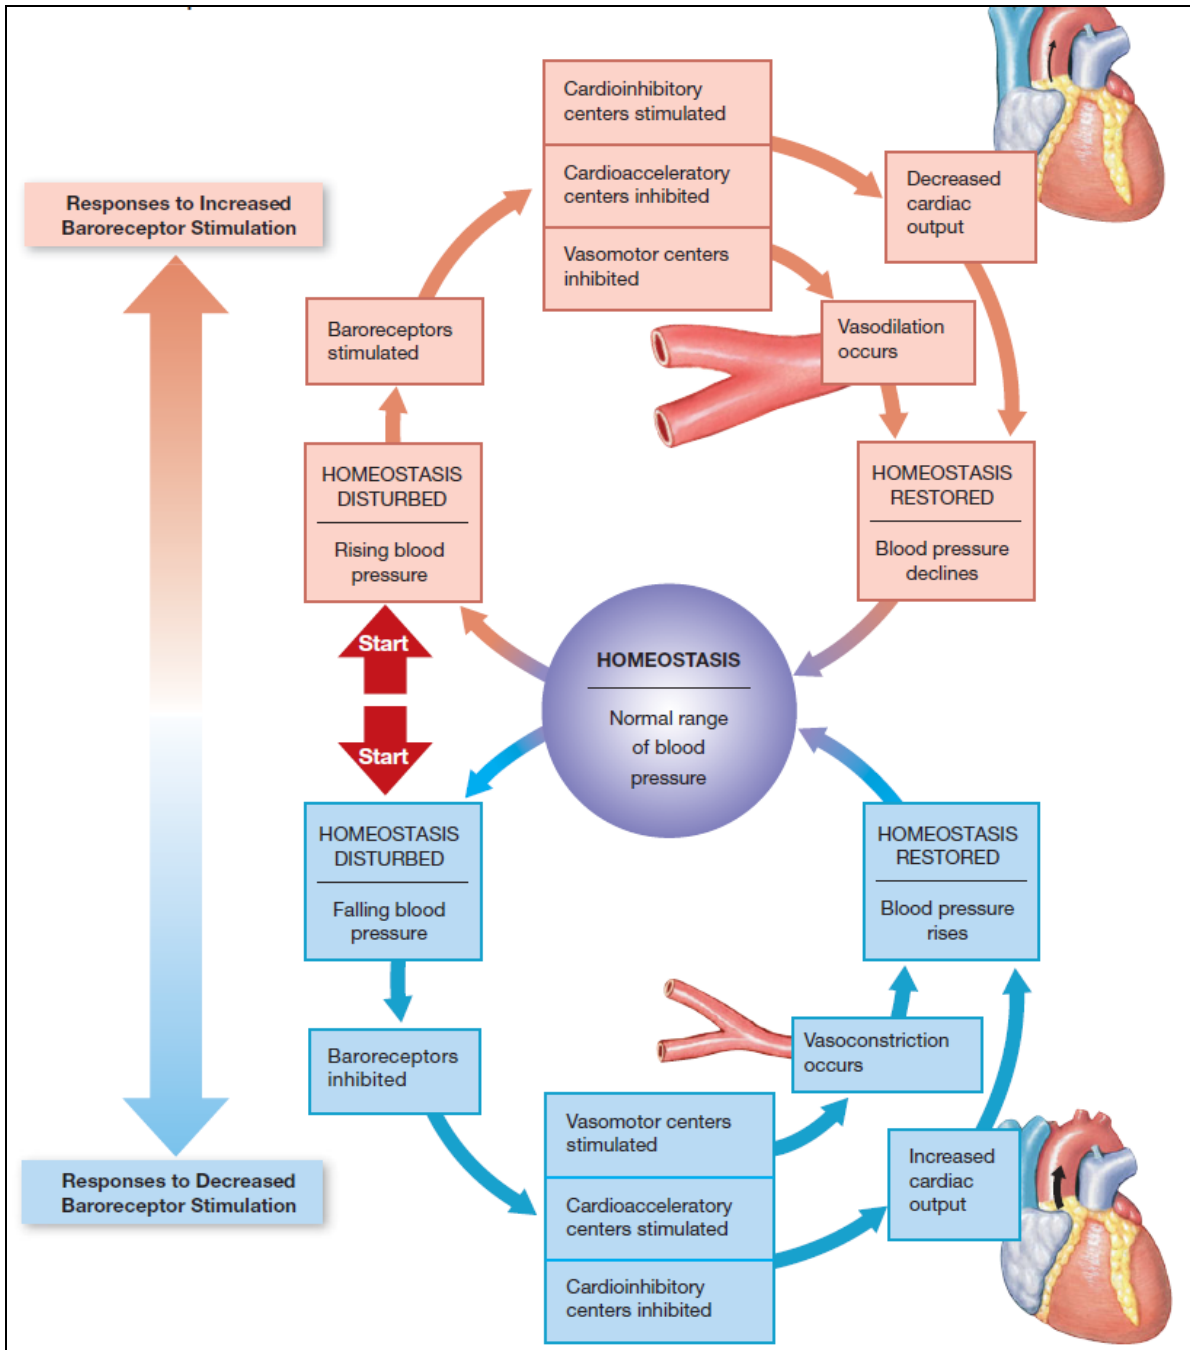 Cardioinhibitory
centers stimulated
Cardioacceleratory
centers inhibited
Vasomotor centers
inhibited
Decreased
cardiac
output
Responses to Increased
Baroreceptor Stimulation
Baroreceptors
stimulated
Vasodilation
occurs
HOMEOSTASIS
DISTURBED
Rising blood
pressure
HOMEOSTASIS
RESTORED
Blood pressure
declines
Start
HOMEOSTASIS
Normal range
of blood
pressure
Start
HOMEOSTASIS
DISTURBED
Falling blood
pressure
HOMEOSTASIS
RESTORED
Blood pressure
rises
Baroreceptors
inhibited
Vasoconstriction
occurs
Vasomotor centers
stimulated
Cardioacceleratory
centers stimulated
Cardioinhibitory
centers inhibited
Increased
cardiac
output
Responses to Decreased
Baroreceptor Stimulation